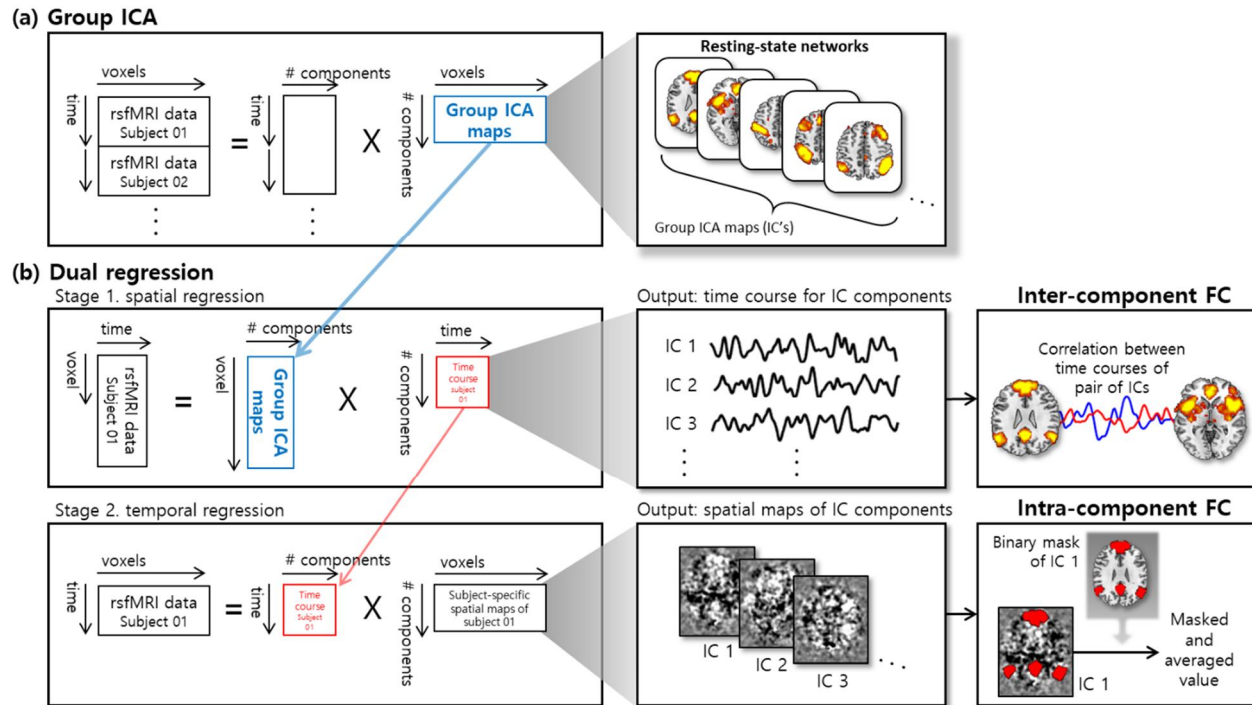 (a) Group ICA
voxels
time
rsfMRI data
Subject 01
rsfMRI data
Subject 02
=
# components
time
X
voxels
# components
Group ICA
maps
Resting-state networks
Group ICA maps (IC's)
(b) Dual regression
Stage 1. spatial regression
time
voxel
rsfMRI data
Subject 01
=
# components
voxel
Group ICA
maps
X
time
# components
Time
course
subject
01
Output: time course for IC components
IC 1
IC 2
IC 3
Inter-component FC
Correlation between
time courses of
pair of ICs
Stage 2. temporal regression
voxels
time
rsfMRI data
Subject 01
=
# components
time
Time
course
Subject
01
X
voxels
# components
Subject-specific
spatial maps of
subject 01
Output: spatial maps of IC components
IC 1
IC 2
IC 3
Intra-component FC
Binary mask
of IC 1
IC 1
Masked
and
averaged
value